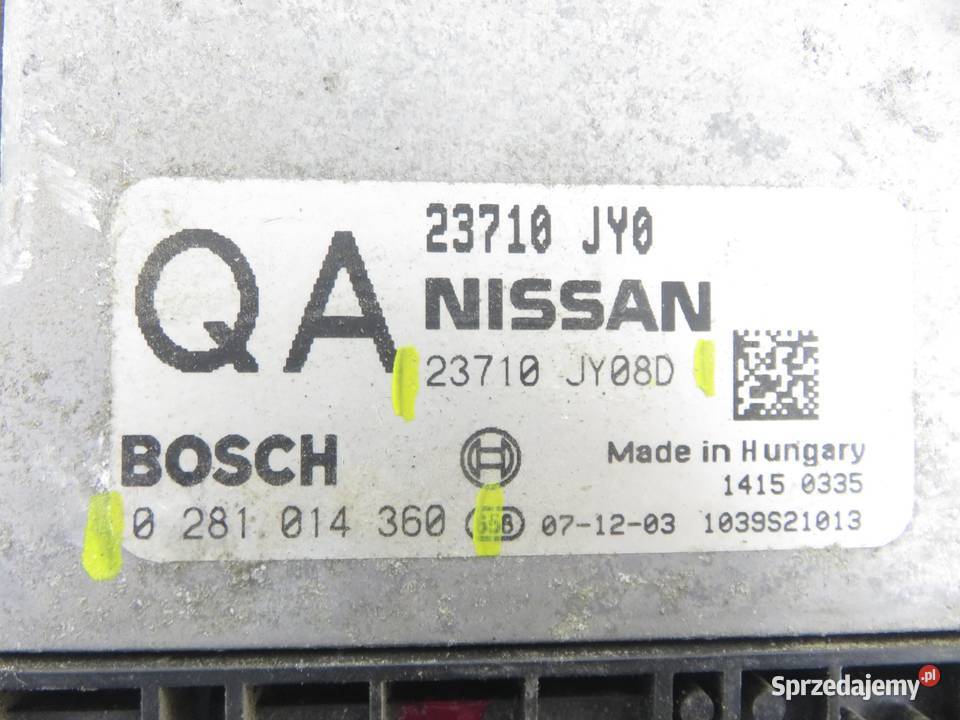 QA
23710 JY0
NISSAN
23710 JY08D
BOSCH
Made in Hungary
1415 0335
0 281 014 360 07-12-03 1039S21013
Sprzedajemy.pl